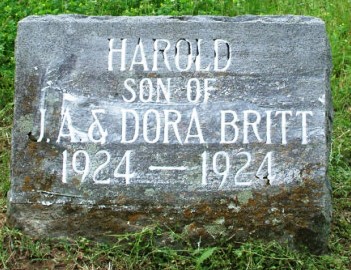 HAROLD
SON OF
J. A. & DORA BRITT
1924 — 1924